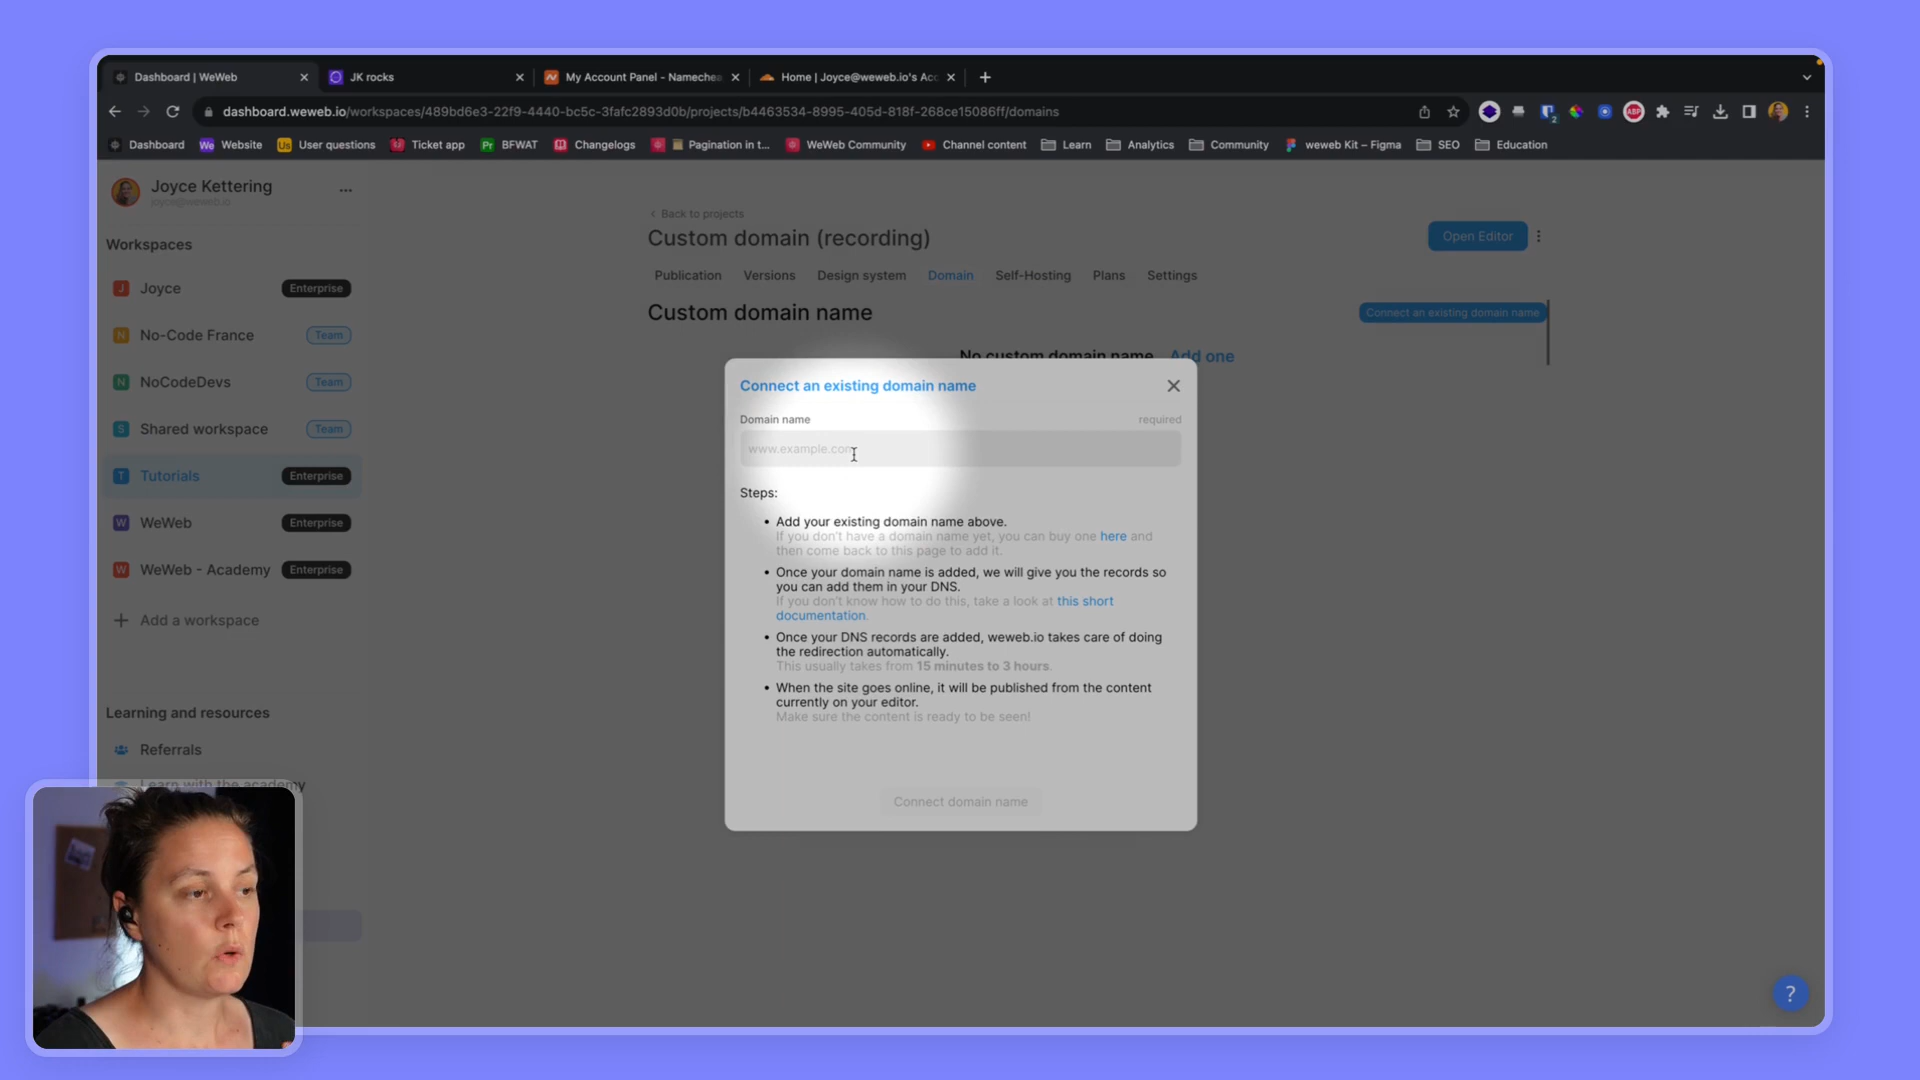 Dashboard | WeWeb
JK rocks
My Account Panel - Namechea
Home | Joyce@weweb.io's Acc
dashboard.weweb.io/workspaces/489bd6e3-22f9-4440-bc5c-3fafc2893d0b/projects/b4463534-8995-405d-818f-268ce15086ff/domains
Dashboard
We Website
Us User questions
Ticket app
Pr BFWAT
Changelogs
Pagination in t...
WeWeb Community
Channel content
Learn
Analytics
Community
weweb Kit – Figma
SEO
Education
Joyce Kettering
joyce@weweb.io
...
Workspaces
J Joyce Enterprise
N No-Code France Team
N NoCodeDevs Team
S Shared workspace Team
T Tutorials Enterprise
W WeWeb Enterprise
W WeWeb - Academy Enterprise
+ Add a workspace
Learning and resources
Referrals
Learn with the academy
< Back to projects
Custom domain (recording)
Open Editor
Publication Versions Design system Domain Self-Hosting Plans Settings
Custom domain name
Connect an existing domain name
No custom domain name Add one
Connect an existing domain name
Domain name required
www.example.com
Steps:
• Add your existing domain name above.
If you don't have a domain name yet, you can buy one here and
then come back to this page to add it.
• Once your domain name is added, we will give you the records so
you can add them in your DNS.
If you don't know how to do this, take a look at this short
documentation.
• Once your DNS records are added, weweb.io takes care of doing
the redirection automatically.
This usually takes from 15 minutes to 3 hours.
• When the site goes online, it will be published from the content
currently on your editor.
Make sure the content is ready to be seen!
Connect domain name
?